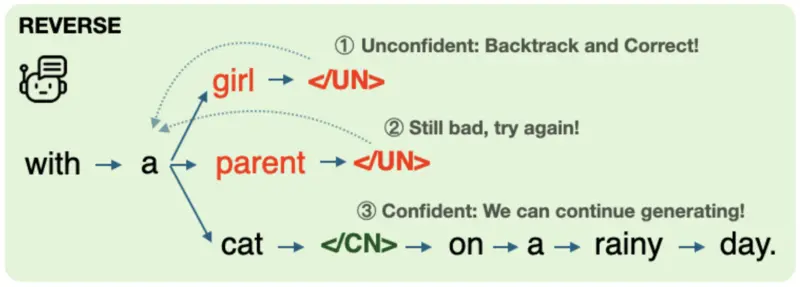 REVERSE
① Unconfident: Backtrack and Correct!
girl </UN>
② Still bad, try again!
with a parent </UN>
③ Confident: We can continue generating!
cat </CN> on a rainy day.